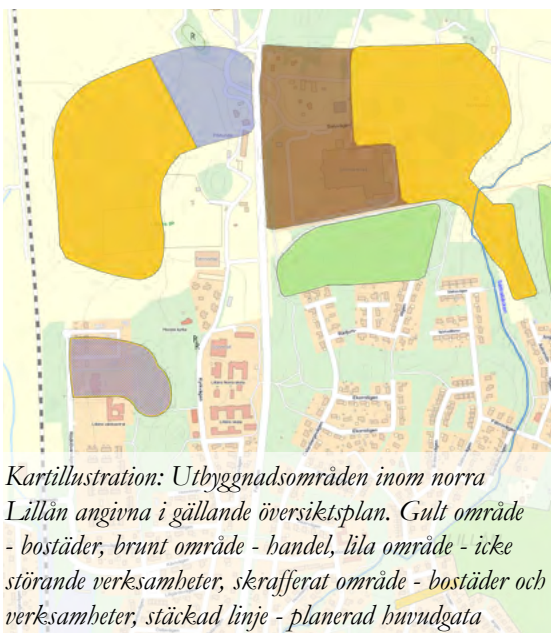 R
Kartillustration: Utbyggnadsområden inom norra
Lillån angivna i gällande översiktsplan. Gult område
- bostäder, brunt område - handel, lila område - icke
störande verksamheter, skrafferat område - bostäder och
verksamheter, stäckad linje - planerad huvudgata